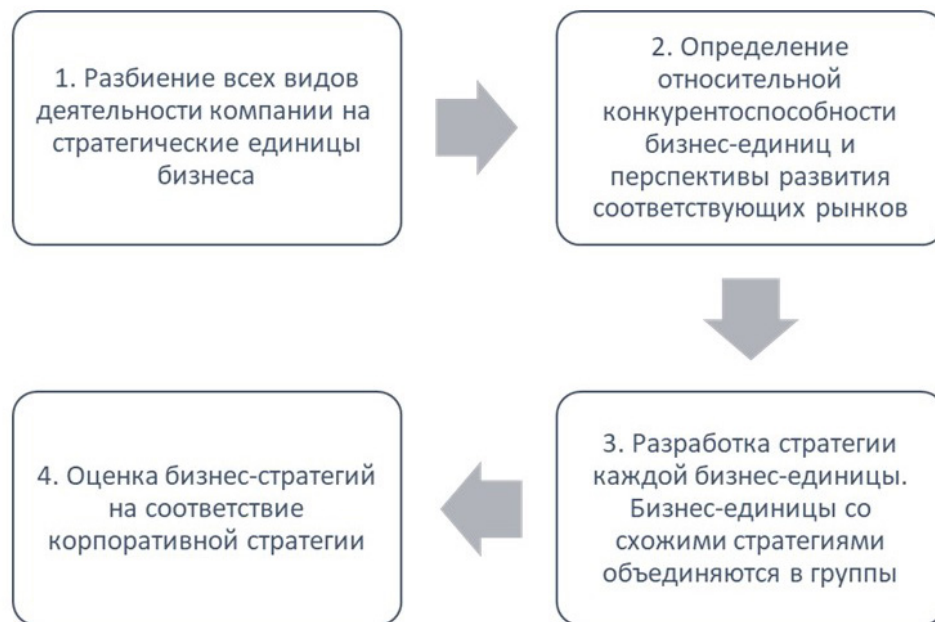 1. Разбиение всех видов
деятельности компании на
стратегические единицы
бизнеса
2. Определение
относительной
конкурентоспособности
бизнес-единиц и
перспективы развития
соответствующих рынков
3. Разработка стратегии
каждой бизнес-единицы.
Бизнес-единицы со
схожими стратегиями
объединяются в группы
4. Оценка бизнес-стратегий
на соответствие
корпоративной стратегии